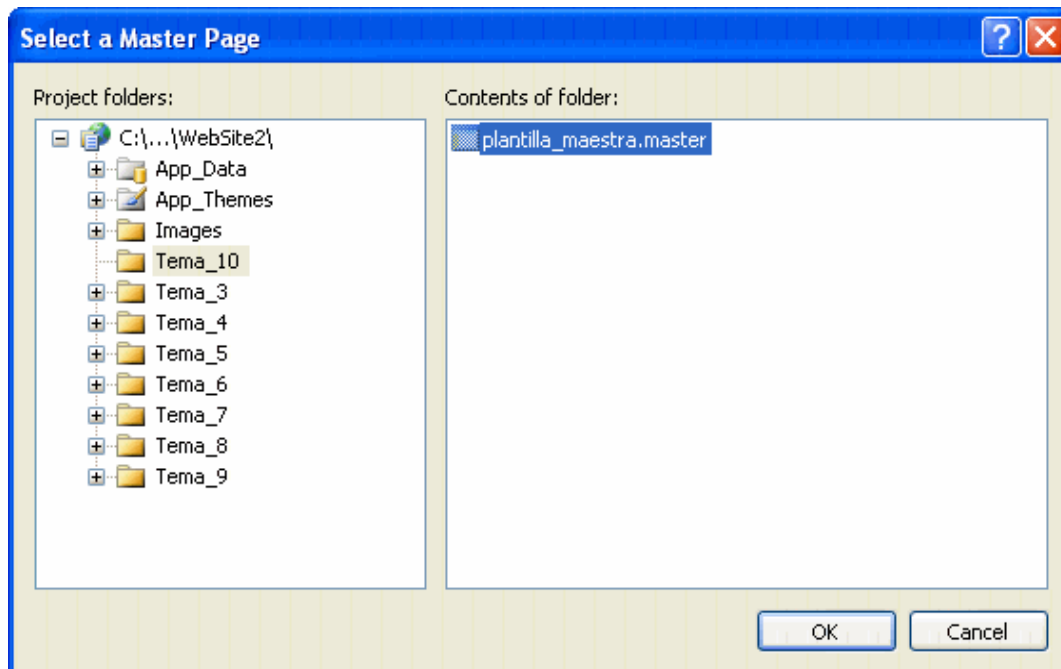 Select a Master Page
Project folders:
Contents of folder:
C:\...\WebSite2\
App_Data
App_Themes
Images
Tema_10
Tema_3
Tema_4
Tema_5
Tema_6
Tema_7
Tema_8
Tema_9
plantilla_maestra.master
OK
Cancel